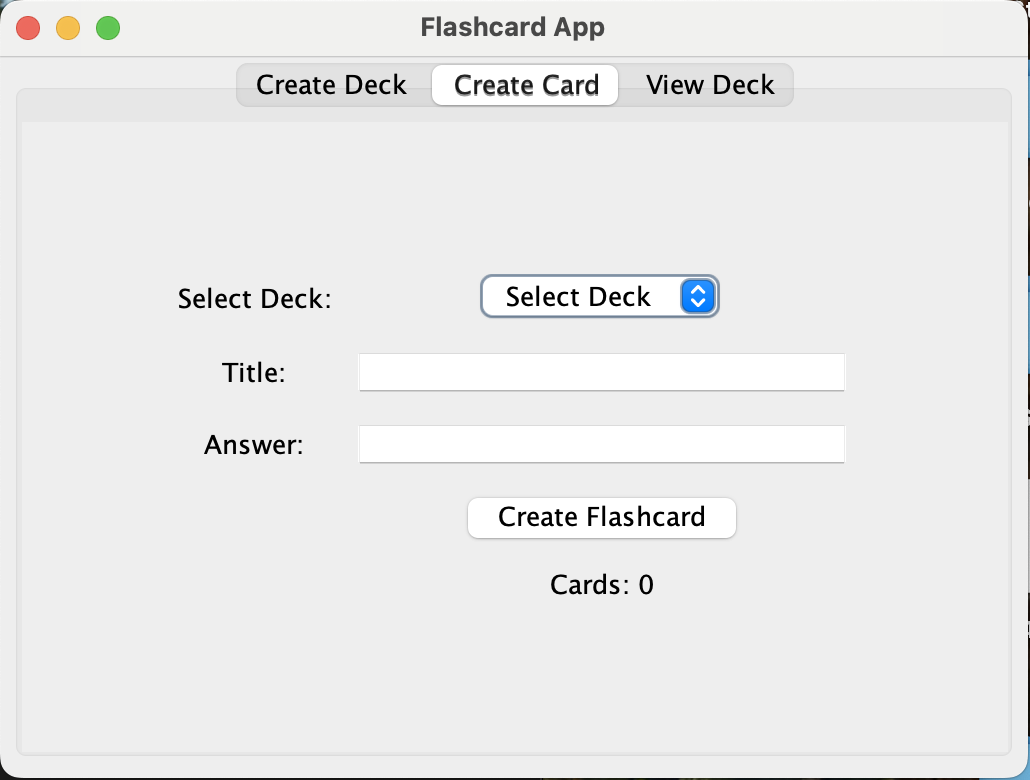 Flashcard App
Create Deck Create Card View Deck
Select Deck: Select Deck
Title:
Answer:
Create Flashcard
Cards: 0